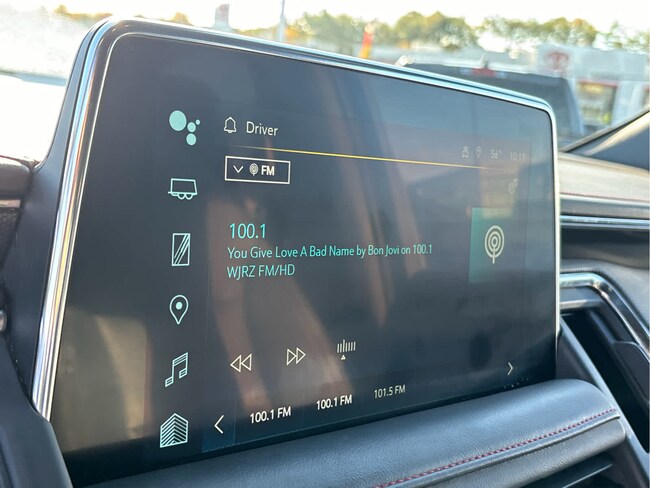 Driver
56°
FM
100.1
You Give Love A Bad Name by Bon Jovi on 100.1
WJRZ FM/HD
100.1 FM
100.1 FM
101.5 FM